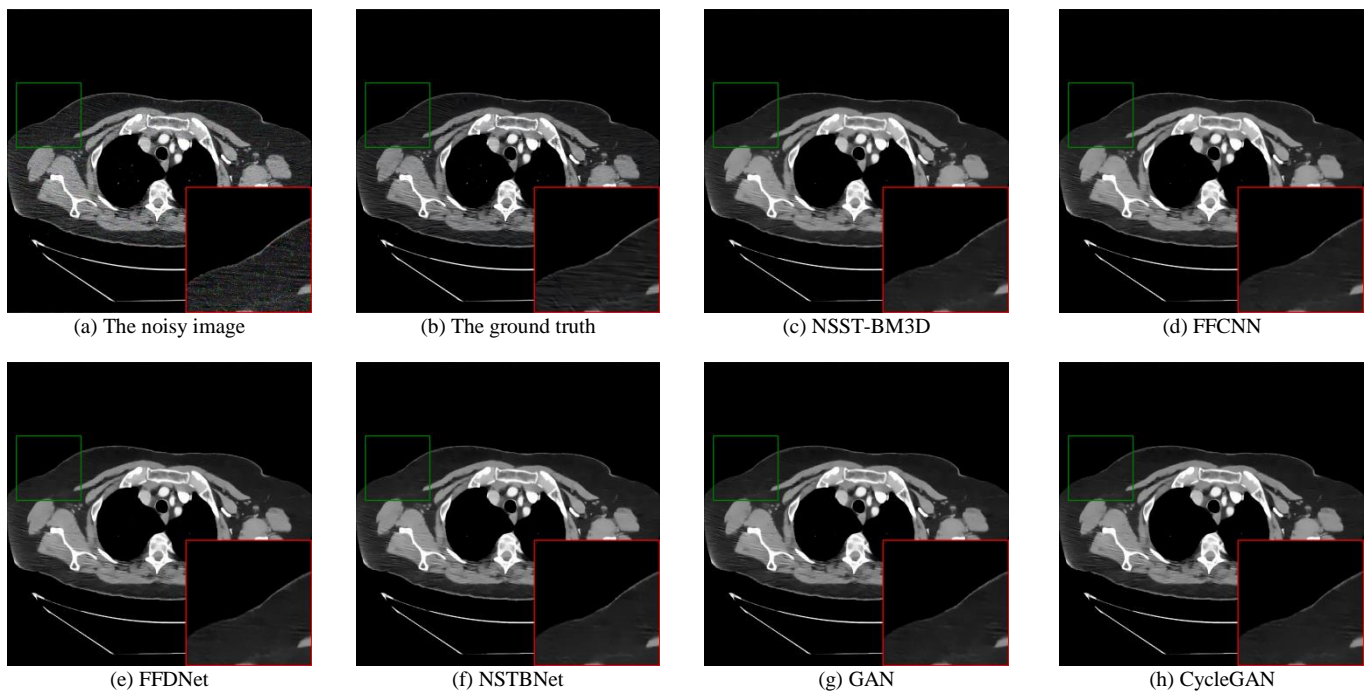 (a) The noisy image
(b) The ground truth
(c) NSST-BM3D
(d) FFCNN
(e) FFDNet
(f) NSTBNet
(g) GAN
(h) CycleGAN